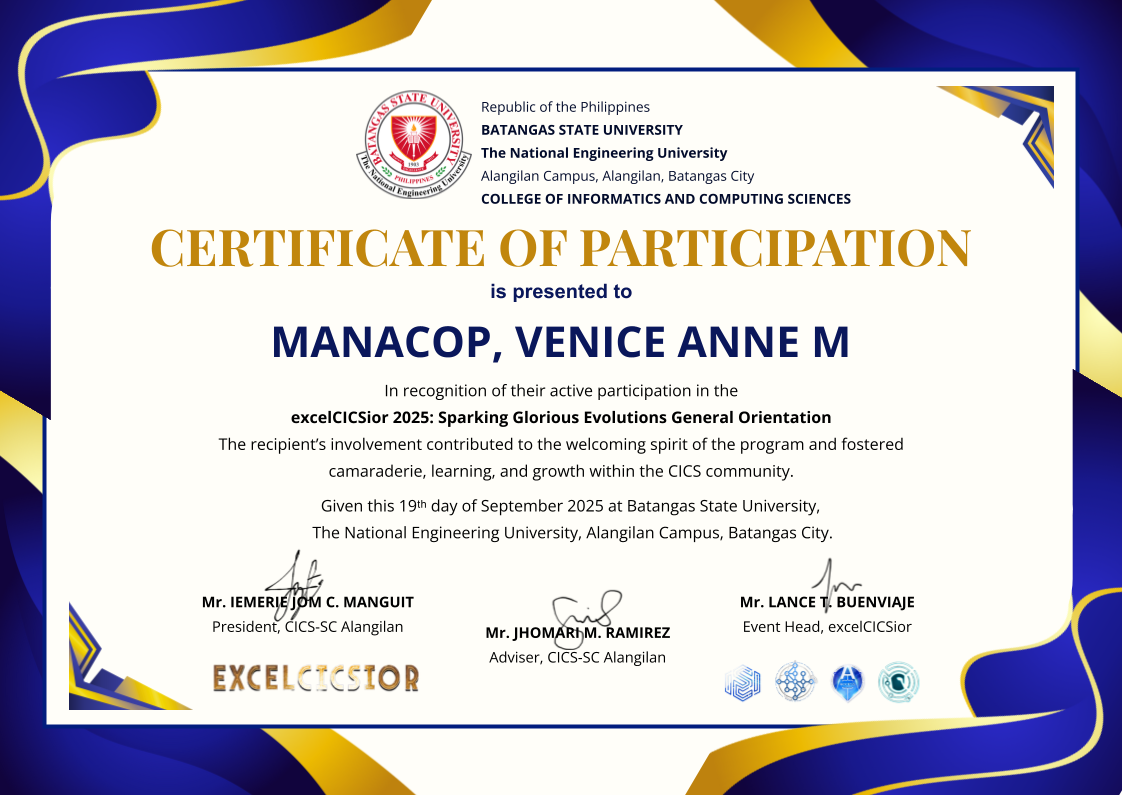 BATANGAS STATE UNIVERSITY
The National Engineering University
1903
PHILIPPINES
Republic of the Philippines
BATANGAS STATE UNIVERSITY
The National Engineering University
Alangilan Campus, Alangilan, Batangas City
COLLEGE OF INFORMATICS AND COMPUTING SCIENCES
CERTIFICATE OF PARTICIPATION
is presented to
MANACOP, VENICE ANNE M
In recognition of their active participation in the
excelCICSior 2025: Sparking Glorious Evolutions General Orientation
The recipient’s involvement contributed to the welcoming spirit of the program and fostered
camaraderie, learning, and growth within the CICS community.
Given this 19th day of September 2025 at Batangas State University,
The National Engineering University, Alangilan Campus, Batangas City.
Mr. IEMERIE JOM C. MANGUIT
President, CICS-SC Alangilan
Mr. JHOMARI M. RAMIREZ
Adviser, CICS-SC Alangilan
Mr. LANCE T. BUENVIAJE
Event Head, excelCICSior
EXCELCICSIOR